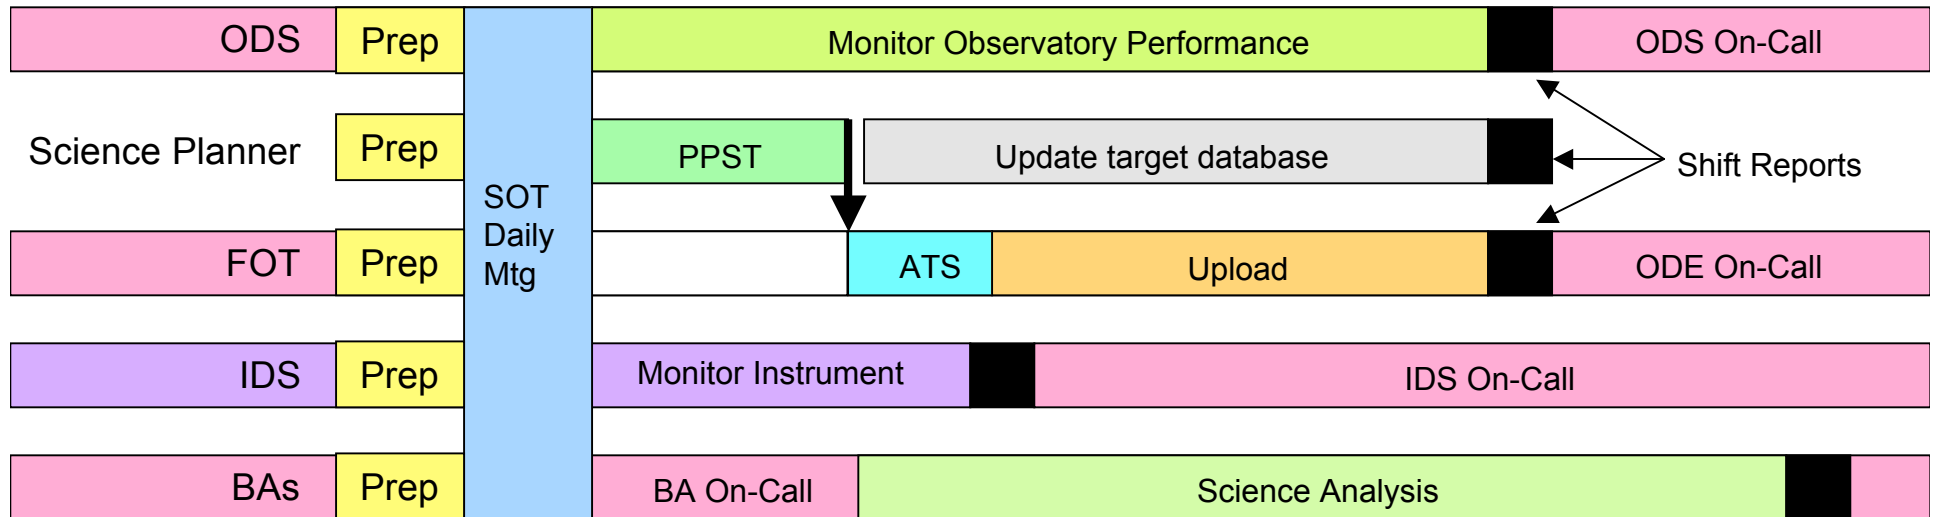 ODS Prep Monitor Observatory Performance ODS On-Call
Science Planner Prep PPST Update target database Shift Reports
SOT
Daily
Mtg
FOT Prep ATS Upload ODE On-Call
IDS Prep Monitor Instrument IDS On-Call
BAs Prep BA On-Call Science Analysis